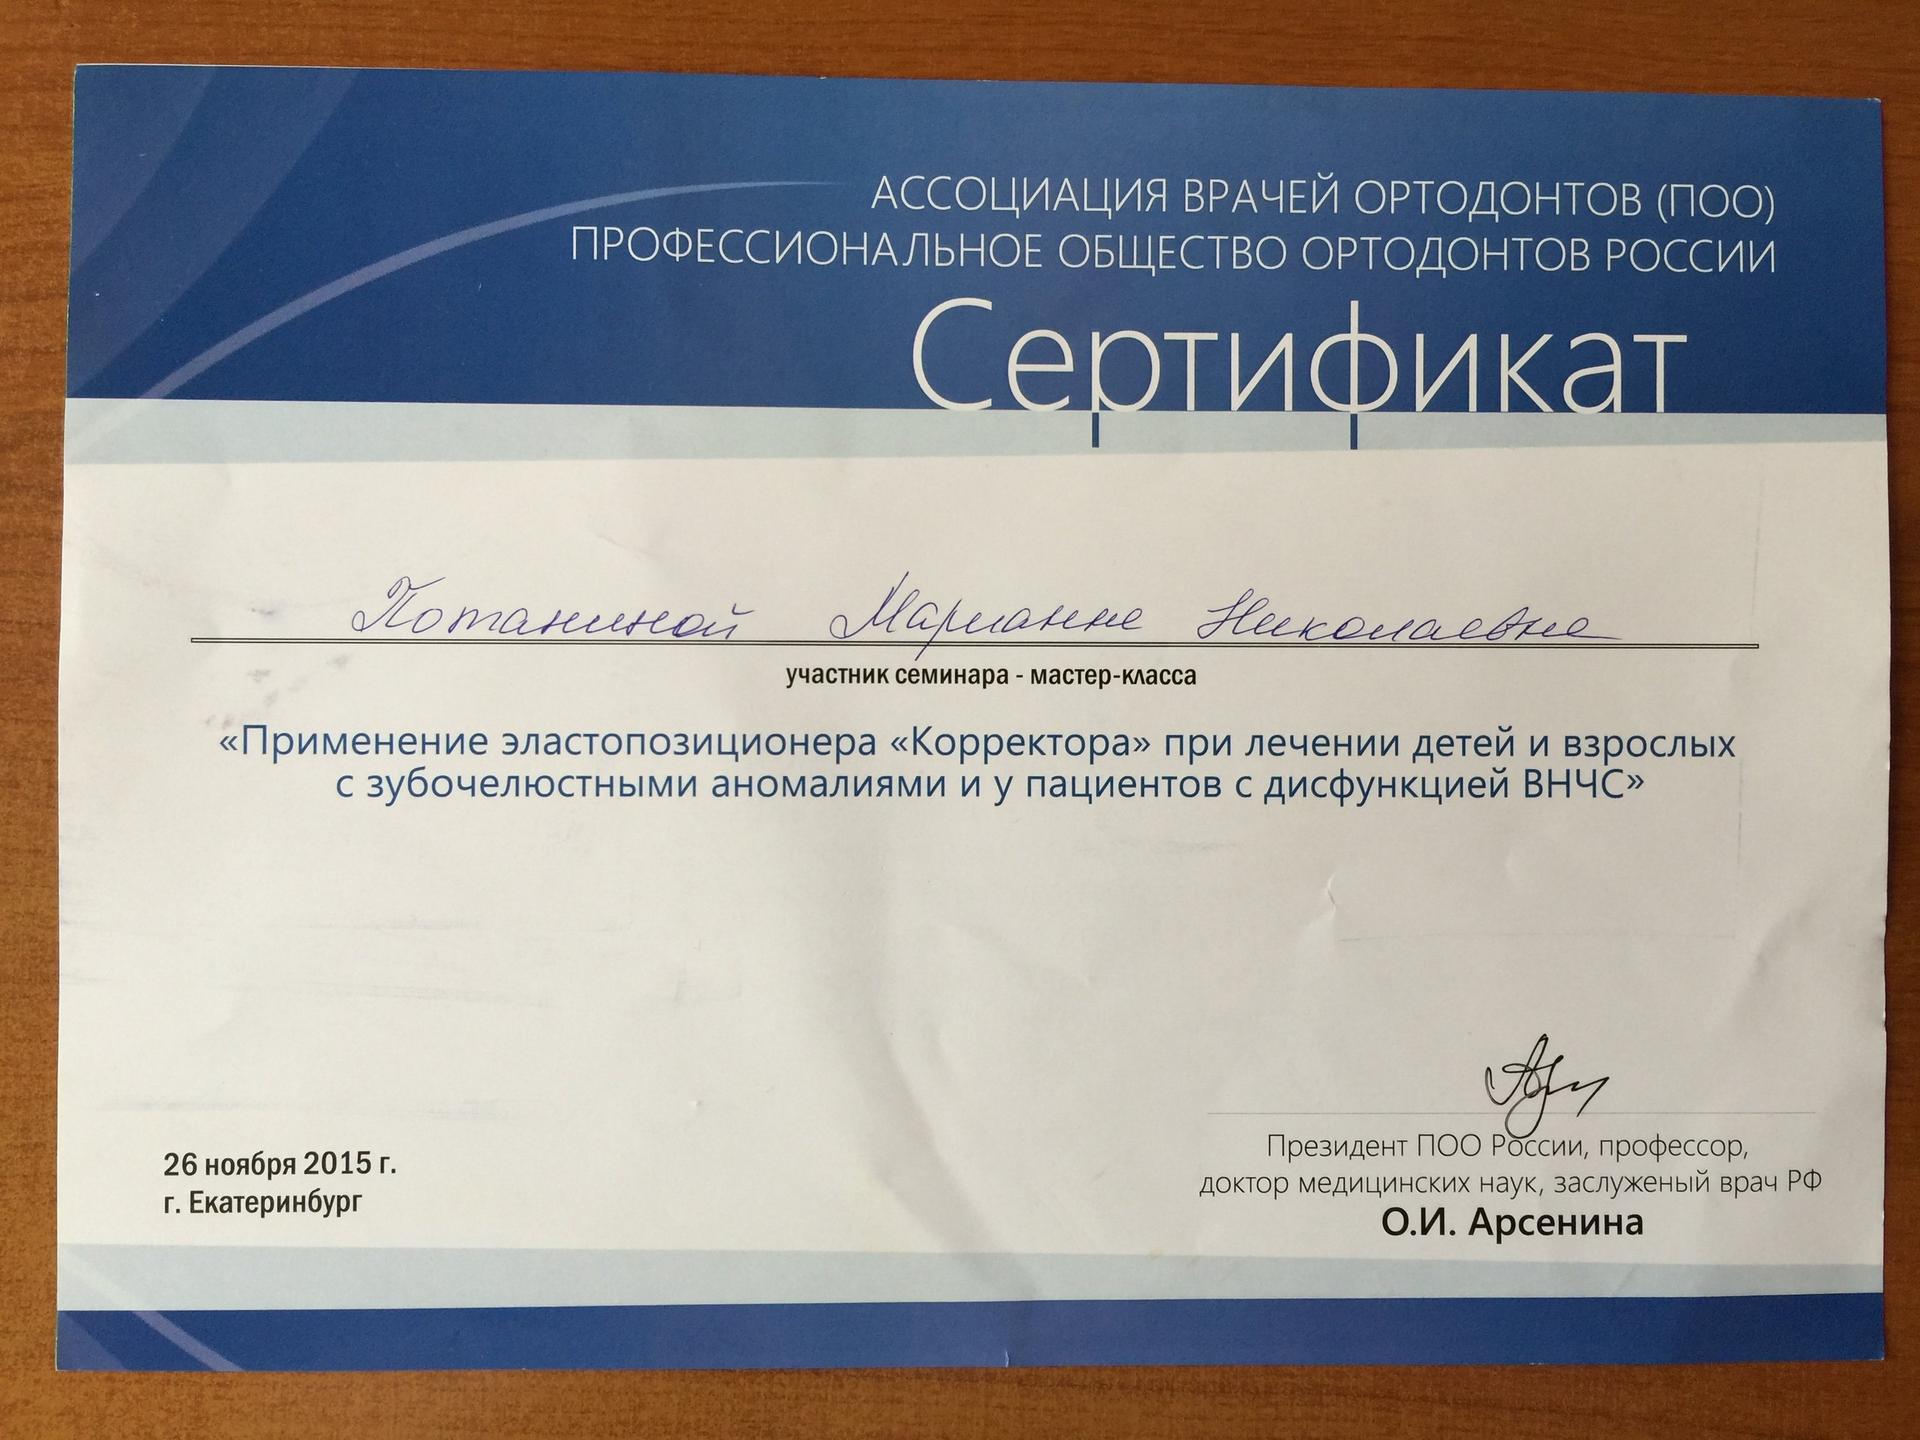 АССОЦИАЦИЯ ВРАЧЕЙ ОРТОДОНТОВ (ПОО)
ПРОФЕССИОНАЛЬНОЕ ОБЩЕСТВО ОРТОДОНТОВ РОССИИ
Сертификат
Потаниной Марианне Николаевне
участник семинара - мастер-класса
«Применение эластопозиционера «Корректора» при лечении детей и взрослых
с зубочелюстными аномалиями и у пациентов с дисфункцией ВНЧС»
Президент ПОО России, профессор,
доктор медицинских наук, заслуженый врач РФ
О.И. Арсенина
26 ноября 2015 г.
г. Екатеринбург